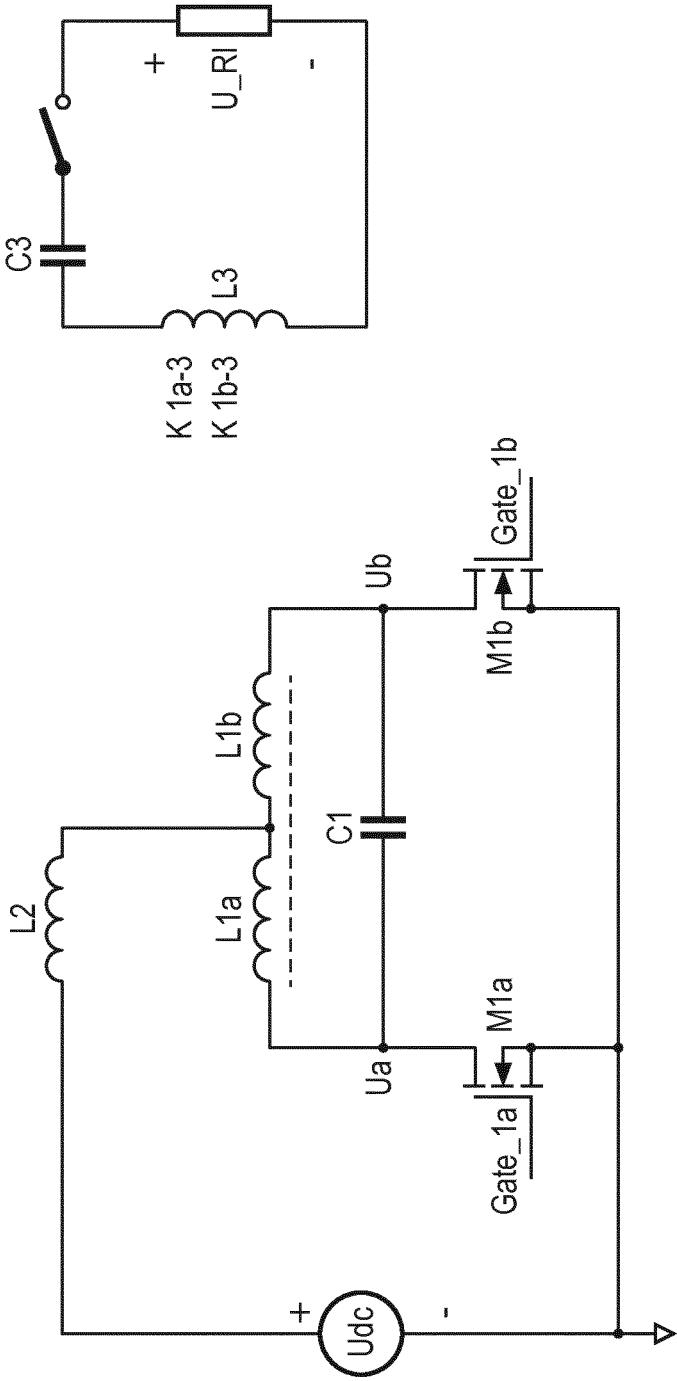 C3
+
U_RI
-
L3
K 1a-3
K 1b-3
L2
L1a
L1b
C1
Ua
Ub
M1a
M1b
Gate_1a
Gate_1b
+
Udc
-